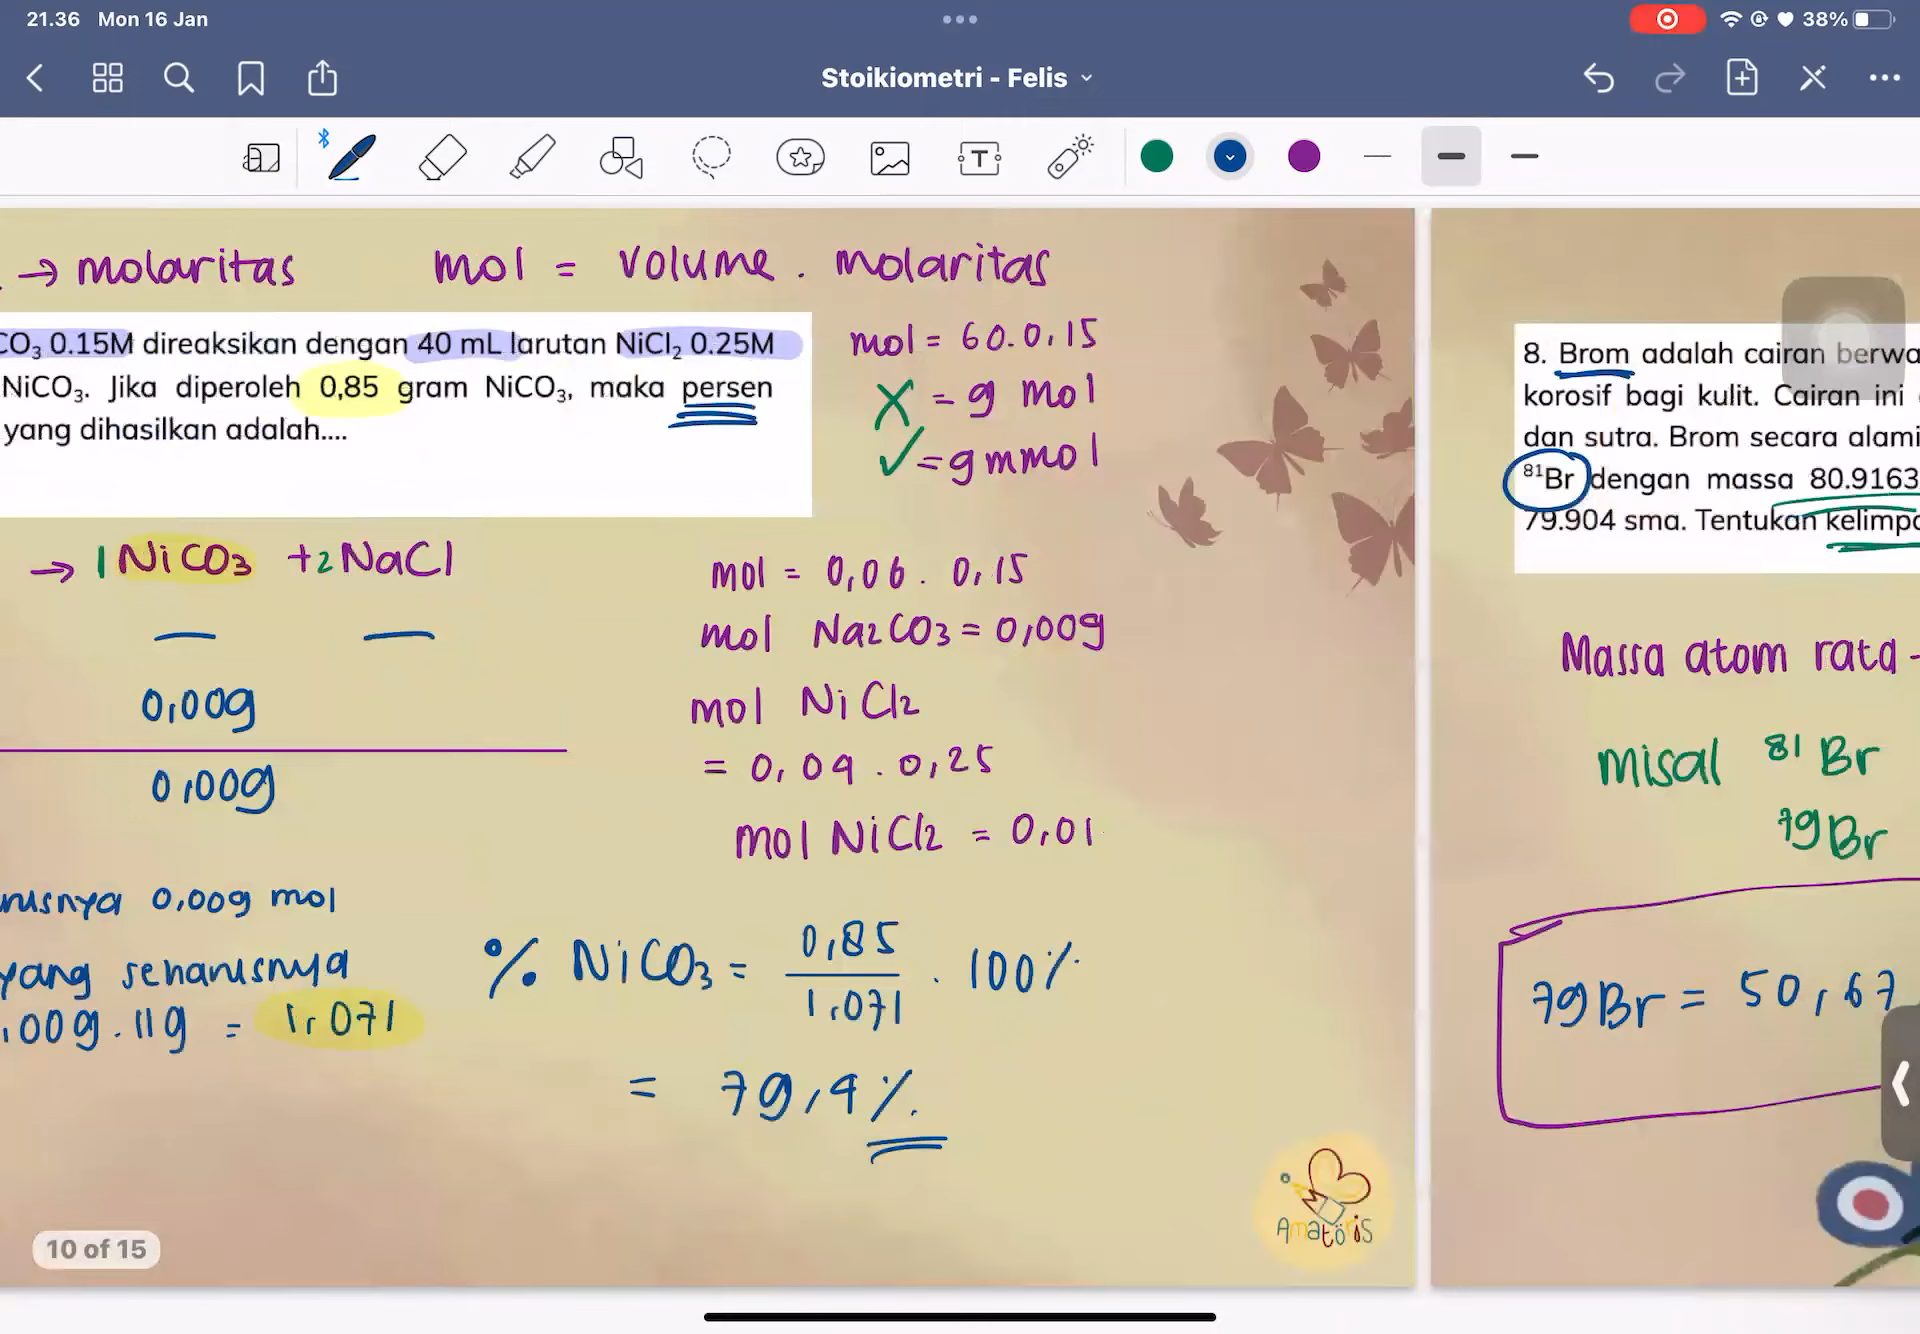 21.36 Mon 16 Jan
38%
Stoikiometri - Felis
→ molaritas mol = volume . molaritas
CO₃ 0.15M direaksikan dengan 40 mL larutan NiCl₂ 0.25M
NiCO₃. Jika diperoleh 0,85 gram NiCO₃, maka persen
yang dihasilkan adalah....
mol = 60.0,15
X = 9 mol
✓ = 9 mmol
→ 1 NiCO₃ + 2 NaCl
— —
0,009
0,009
mol = 0,06 . 0,15
mol Na₂CO₃ = 0,009
mol NiCl₂
= 0,04 . 0,25
mol NiCl₂ = 0,01
rusnya 0,009 mol
yang seharusnya
,009 . 119 = 1,071
% NiCO₃ = 0,85 / 1,071 . 100%
= 79,4 %
Amatöris
10 of 15
8. Brom adalah cairan berwa
korosif bagi kulit. Cairan ini
dan sutra. Brom secara alami
⁸¹Br dengan massa 80.9163
79.904 sma. Tentukan kelimpa
Massa atom rata -
misal ⁸¹Br
⁷⁹Br
79Br = 50,67